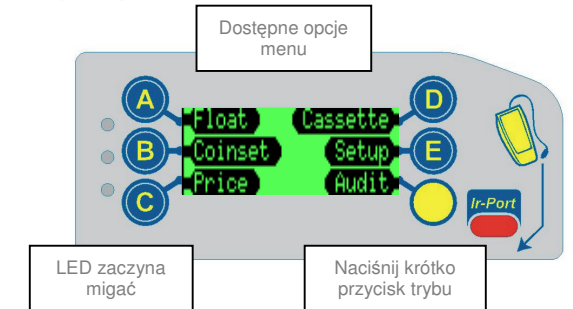 Dostępne opcje
menu
A
D
Float
Cassette
B
Coinset
Setup
E
C
Price
Audit
Ir-Port
LED zaczyna
migać
Naciśnij krótko
przycisk trybu